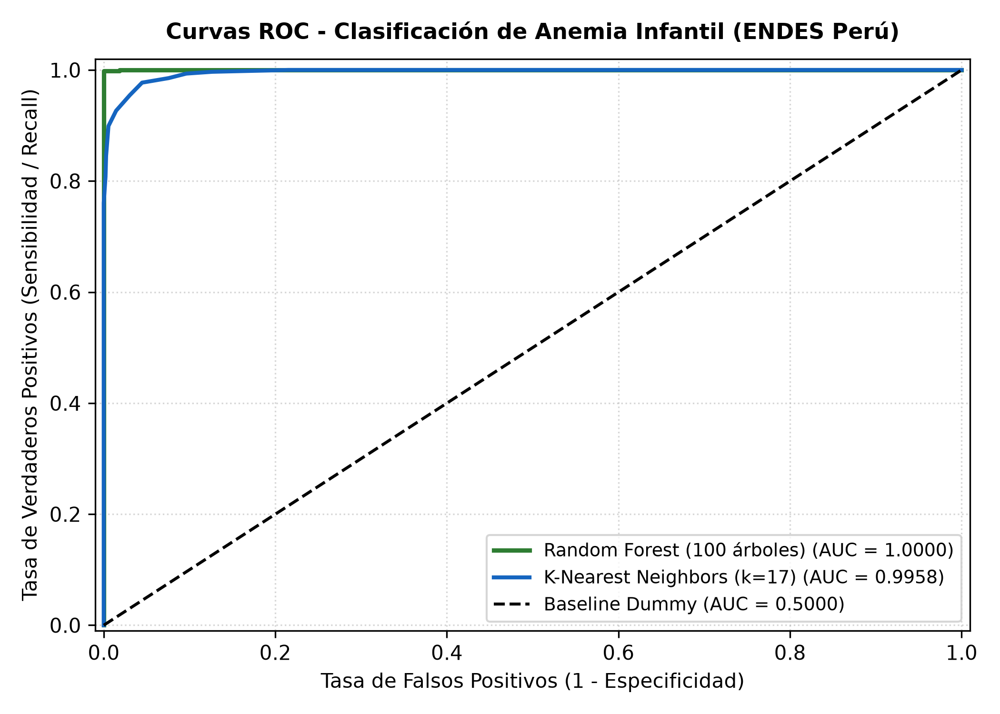 Curvas ROC - Clasificación de Anemia Infantil (ENDES Perú)
Tasa de Verdaderos Positivos (Sensibilidad / Recall)
1.0
0.8
0.6
0.4
0.2
0.0
Random Forest (100 árboles) (AUC = 1.0000)
K-Nearest Neighbors (k=17) (AUC = 0.9958)
Baseline Dummy (AUC = 0.5000)
0.0 0.2 0.4 0.6 0.8 1.0
Tasa de Falsos Positivos (1 - Especificidad)